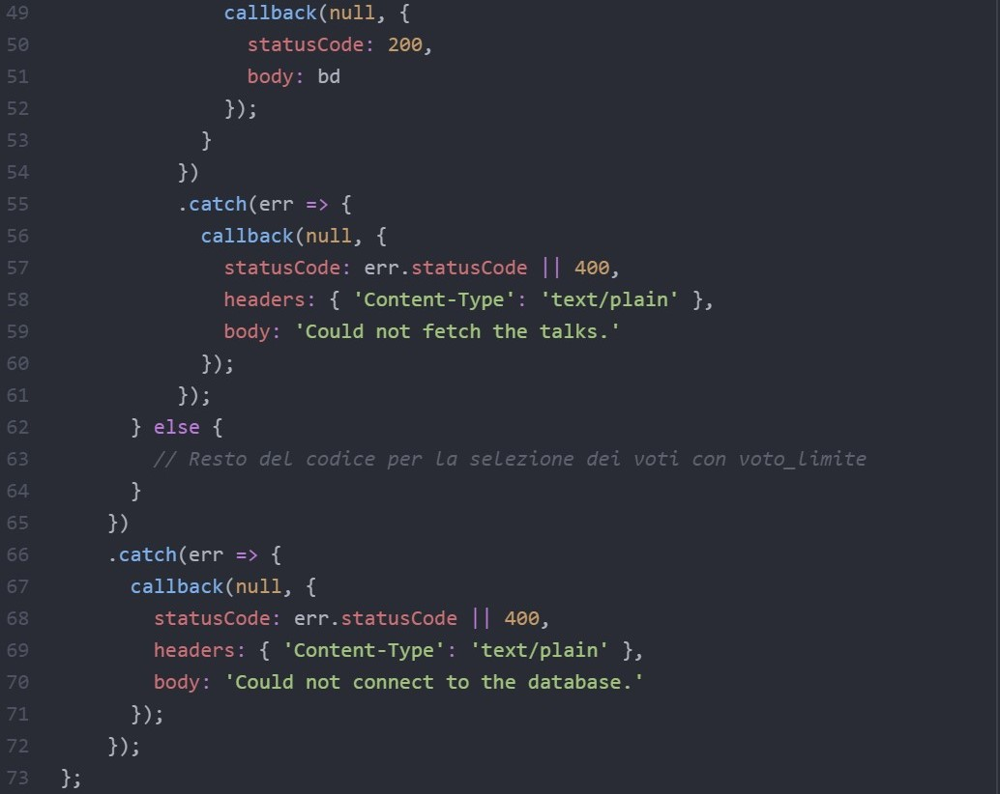 49 callback(null, {
50 statusCode: 200,
51 body: bd
52 });
53 }
54 })
55 .catch(err => {
56 callback(null, {
57 statusCode: err.statusCode || 400,
58 headers: { 'Content-Type': 'text/plain' },
59 body: 'Could not fetch the talks.'
60 });
61 });
62 } else {
63 // Resto del codice per la selezione dei voti con voto_limite
64 }
65 })
66 .catch(err => {
67 callback(null, {
68 statusCode: err.statusCode || 400,
69 headers: { 'Content-Type': 'text/plain' },
70 body: 'Could not connect to the database.'
71 });
72 });
73 };